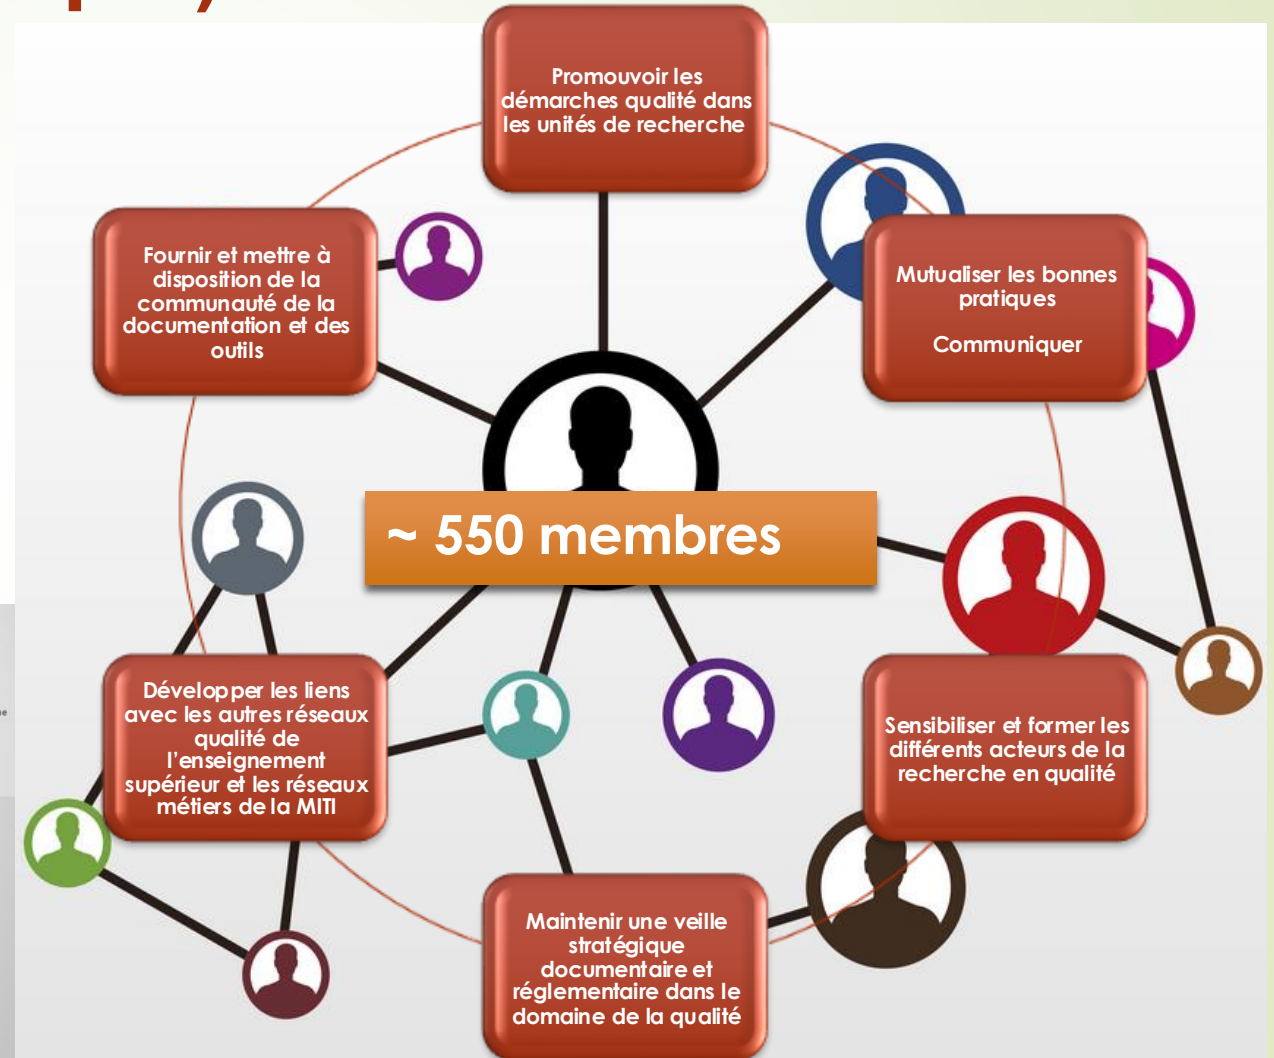 Promouvoir les
démarches qualité dans
les unités de recherche
Fournir et mettre à
disposition de la
communauté de la
documentation et des
outils
Mutualiser les bonnes
pratiques
Communiquer
~ 550 membres
Développer les liens
avec les autres réseaux
qualité de
l'enseignement
supérieur et les réseaux
métiers de la MITI
Sensibiliser et former les
différents acteurs de la
recherche en qualité
Maintenir une veille
stratégique
documentaire et
réglementaire dans le
domaine de la qualité